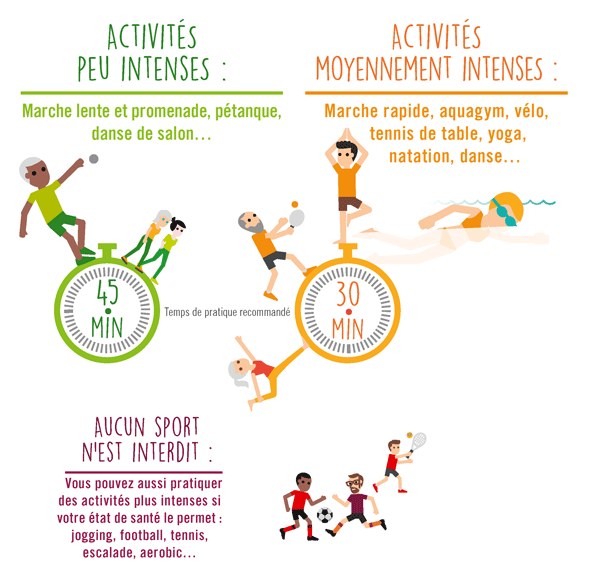 ACTIVITÉS
PEU INTENSES :
Marche lente et promenade, pétanque,
danse de salon...
ACTIVITÉS
MOYENNEMENT INTENSES :
Marche rapide, aquagym, vélo,
tennis de table, yoga,
natation, danse...
45
MIN
Temps de pratique recommandé
30
MIN
AUCUN SPORT
N'EST INTERDIT :
Vous pouvez aussi pratiquer
des activités plus intenses si
votre état de santé le permet :
jogging, football, tennis,
escalade, aerobic...